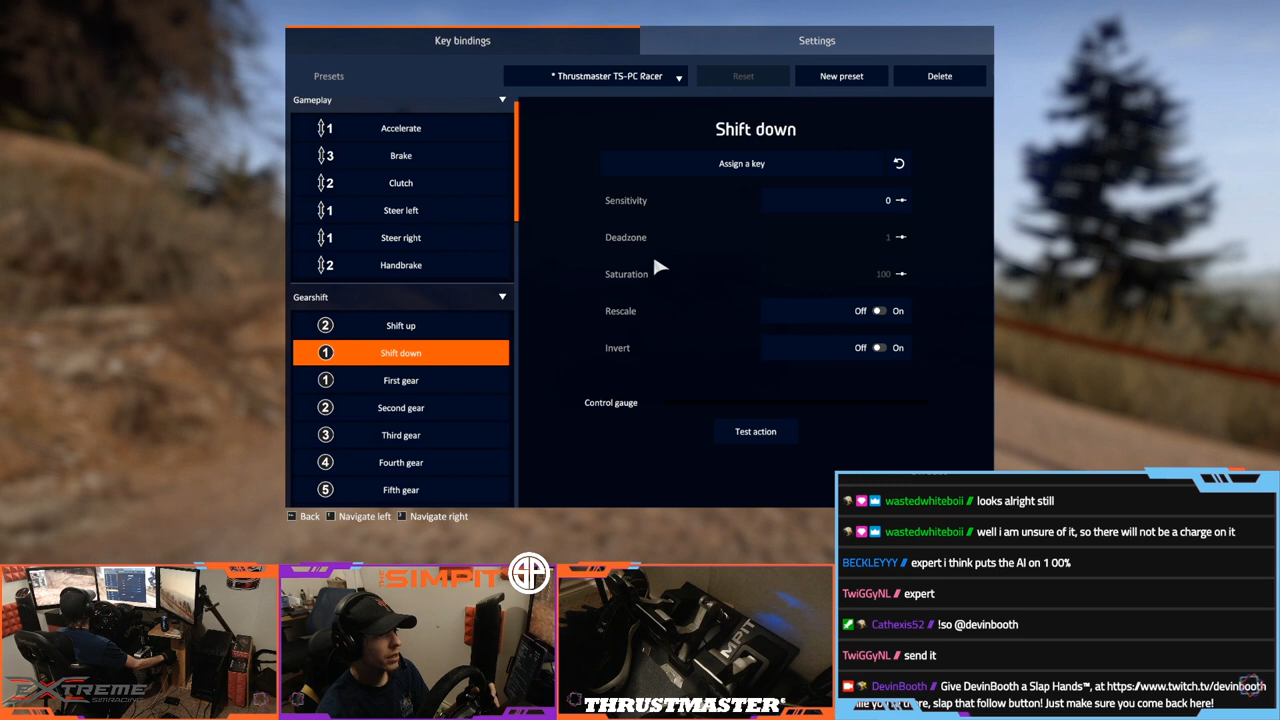 Key bindings
Settings
Presets
* Thrustmaster TS-PC Racer
Reset
New preset
Delete
Gameplay
1 Accelerate
3 Brake
2 Clutch
1 Steer left
1 Steer right
2 Handbrake
Gearshift
2 Shift up
1 Shift down
1 First gear
2 Second gear
3 Third gear
4 Fourth gear
5 Fifth gear
Shift down
Assign a key
Sensitivity 0
Deadzone 1
Saturation 100
Rescale Off On
Invert Off On
Control gauge
Test action
Back Navigate left Navigate right
wastedwhiteboii // looks alright still
wastedwhiteboii // well i am unsure of it, so there will not be a charge on it
BECKLEYYY // expert i think puts the AI on 1 00%
TwiGGyNL // expert
Cathexis52 // !so @devinbooth
TwiGGyNL // send it
DevinBooth // Give DevinBooth a Slap Hands™, at https://www.twitch.tv/devinbooth
slap that follow button! Just make sure you come back here!
THE SIMPIT
SP
EXTREME
SIMRACING
THRUSTMASTER